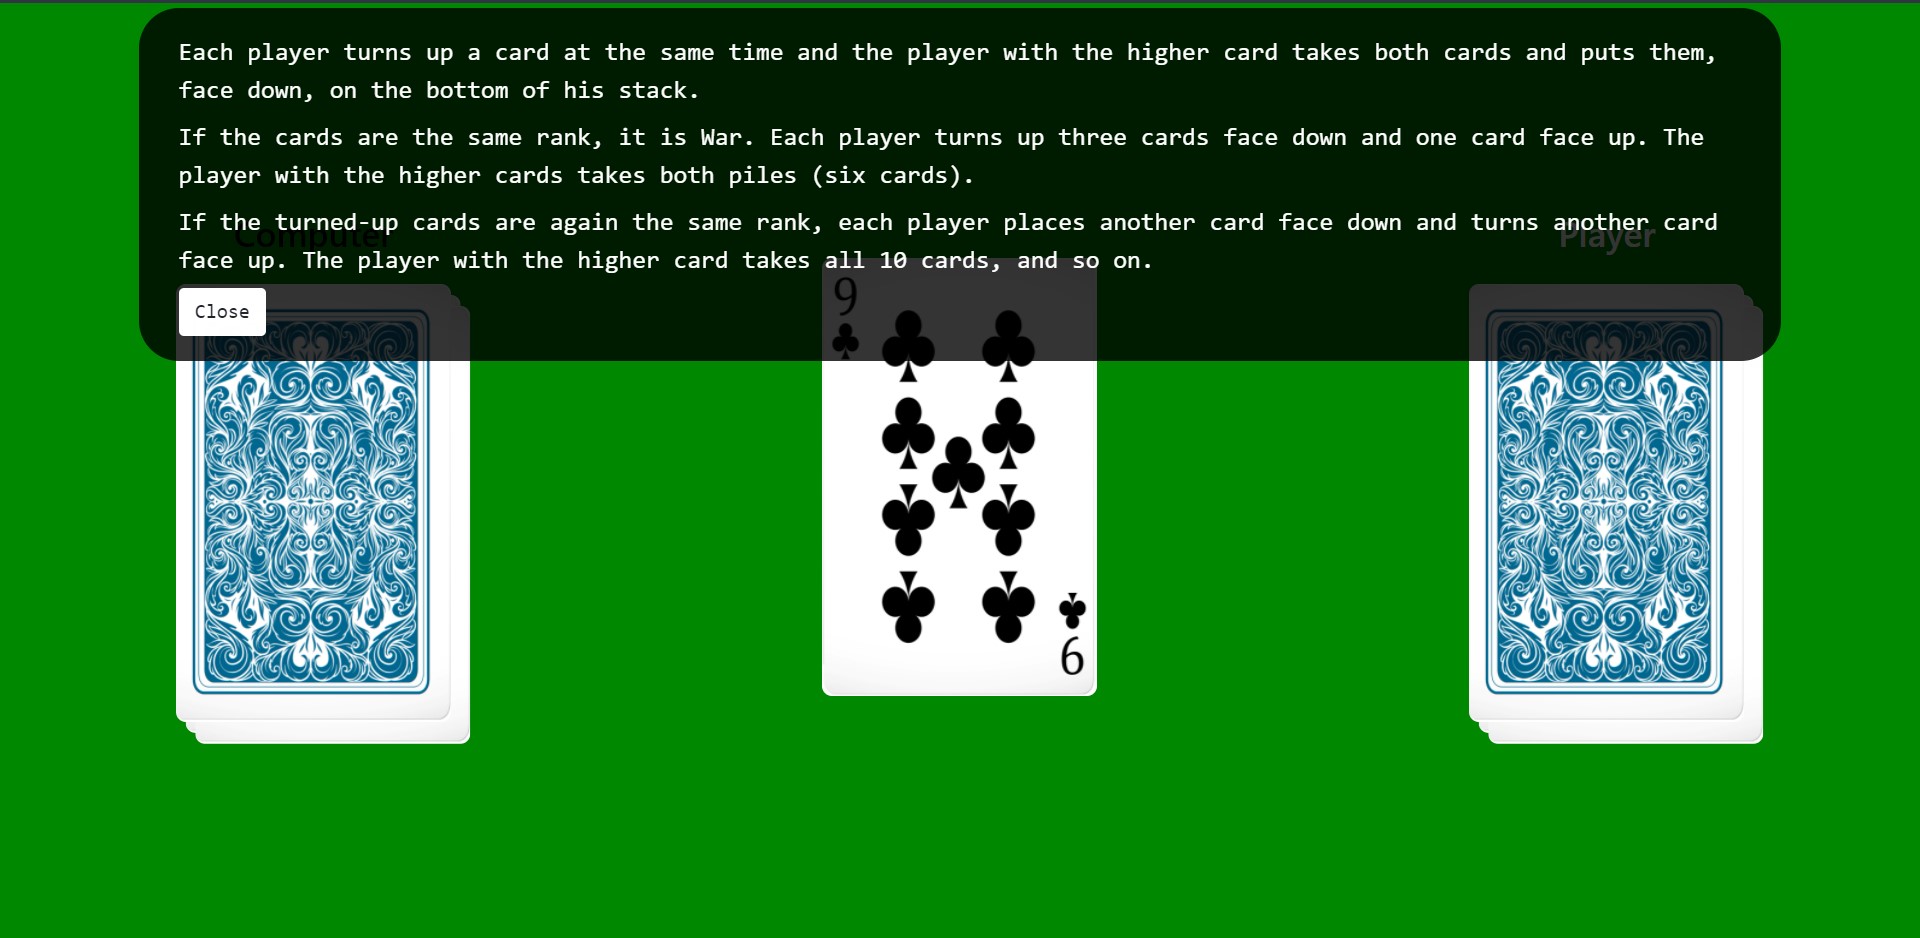 Each player turns up a card at the same time and the player with the higher card takes both cards and puts them,
face down, on the bottom of his stack.
If the cards are the same rank, it is War. Each player turns up three cards face down and one card face up. The
player with the higher cards takes both piles (six cards).
If the turned-up cards are again the same rank, each player places another card face down and turns another card
face up. The player with the higher card takes all 10 cards, and so on.
Computer
Player
Close
9
9